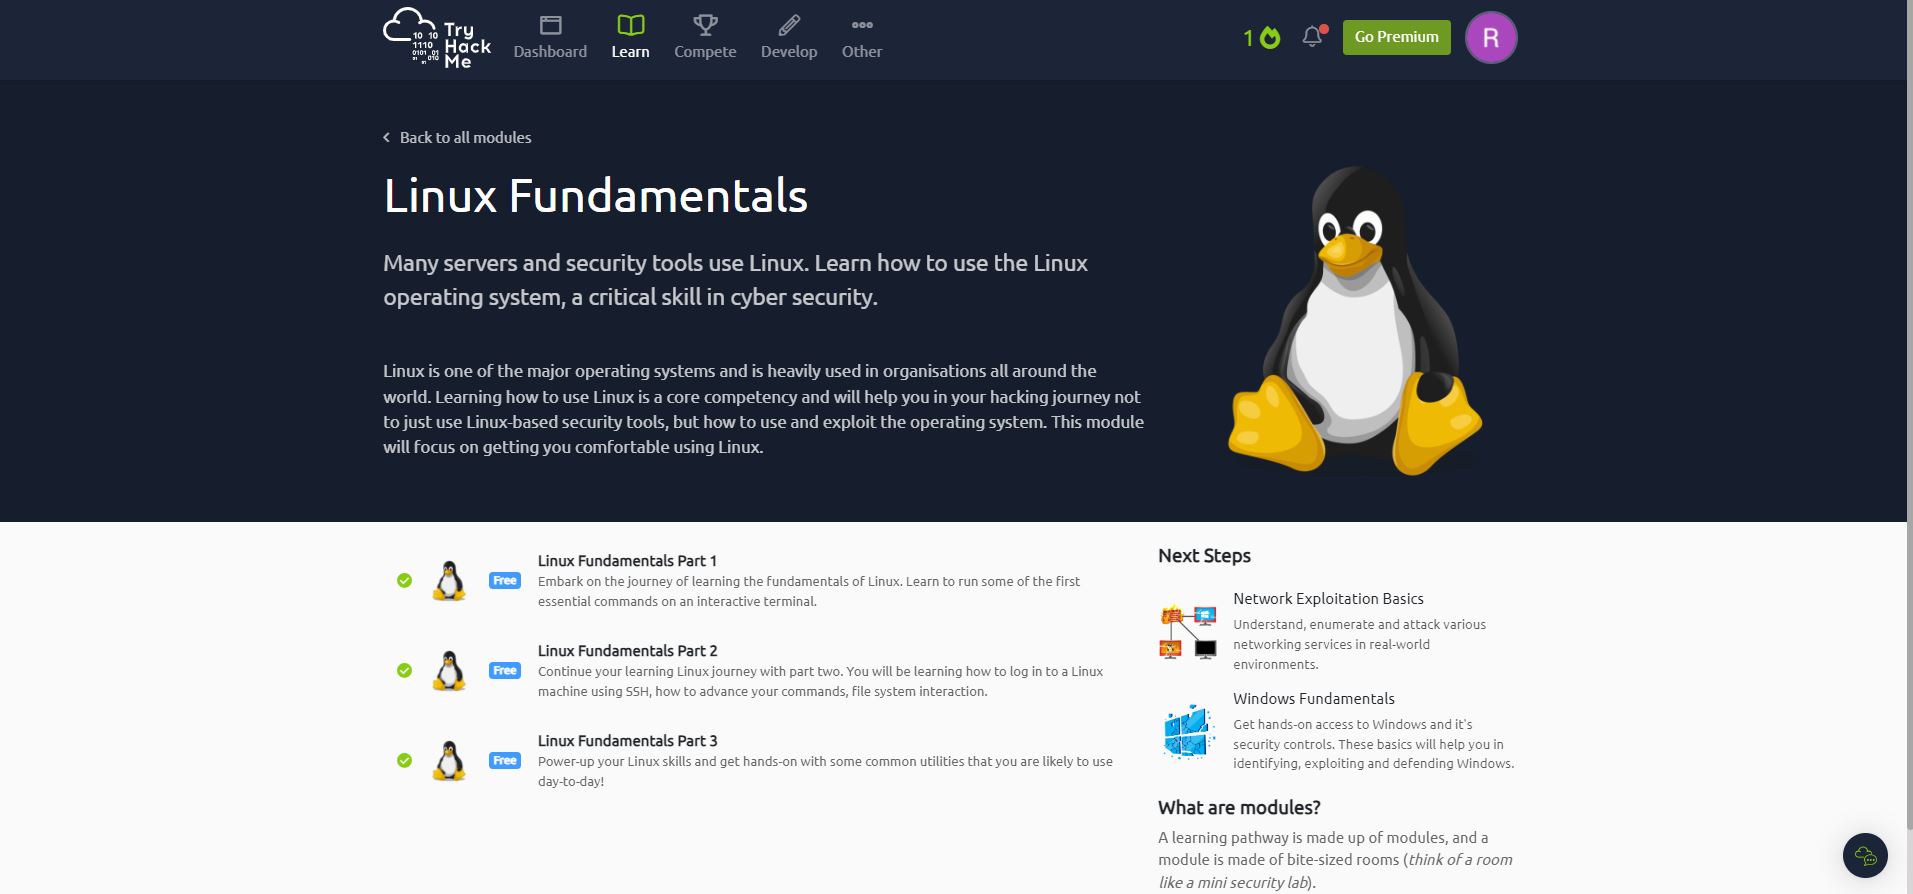 Try
Hack
Me
10 10
1110
0101 01
01 010
01
Dashboard
Learn
Compete
Develop
Other
1
Go Premium
R
Back to all modules
Linux Fundamentals
Many servers and security tools use Linux. Learn how to use the Linux
operating system, a critical skill in cyber security.
Linux is one of the major operating systems and is heavily used in organisations all around the
world. Learning how to use Linux is a core competency and will help you in your hacking journey not
to just use Linux-based security tools, but how to use and exploit the operating system. This module
will focus on getting you comfortable using Linux.
Linux Fundamentals Part 1
Free
Embark on the journey of learning the fundamentals of Linux. Learn to run some of the first
essential commands on an interactive terminal.
Linux Fundamentals Part 2
Free
Continue your learning Linux journey with part two. You will be learning how to log in to a Linux
machine using SSH, how to advance your commands, file system interaction.
Linux Fundamentals Part 3
Free
Power-up your Linux skills and get hands-on with some common utilities that you are likely to use
day-to-day!
Next Steps
Network Exploitation Basics
Understand, enumerate and attack various
networking services in real-world
environments.
Windows Fundamentals
Get hands-on access to Windows and it's
security controls. These basics will help you in
identifying, exploiting and defending Windows.
What are modules?
A learning pathway is made up of modules, and a
module is made of bite-sized rooms (think of a room
like a mini security lab).